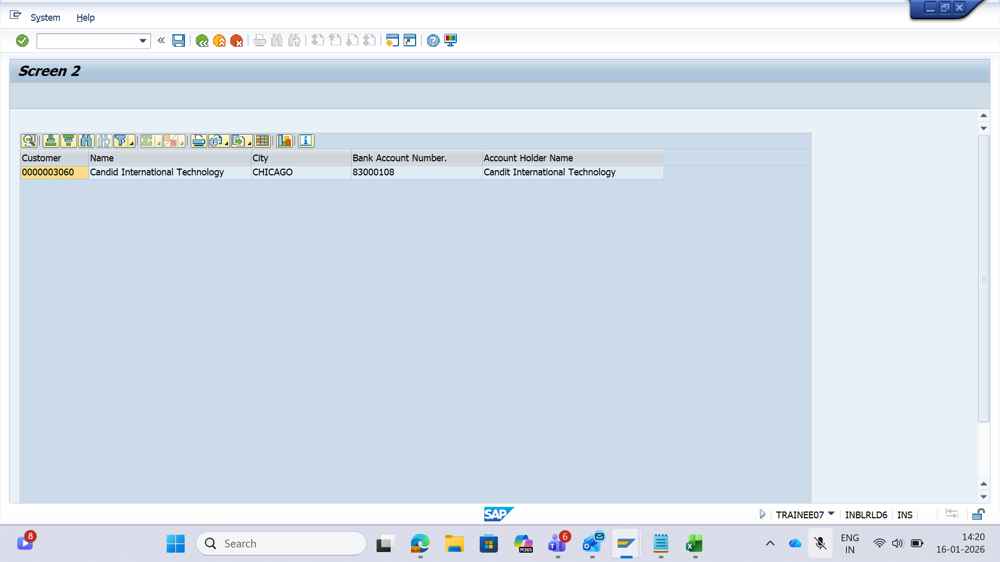 System Help
Screen 2
Customer Name City Bank Account Number. Account Holder Name
0000003060 Candid International Technology CHICAGO 83000108 Candit International Technology
SAP
TRAINEE07 INBLRLD6 INS
8
Search
M365
T
6
O
X
ENG
IN
14:20
16-01-2026